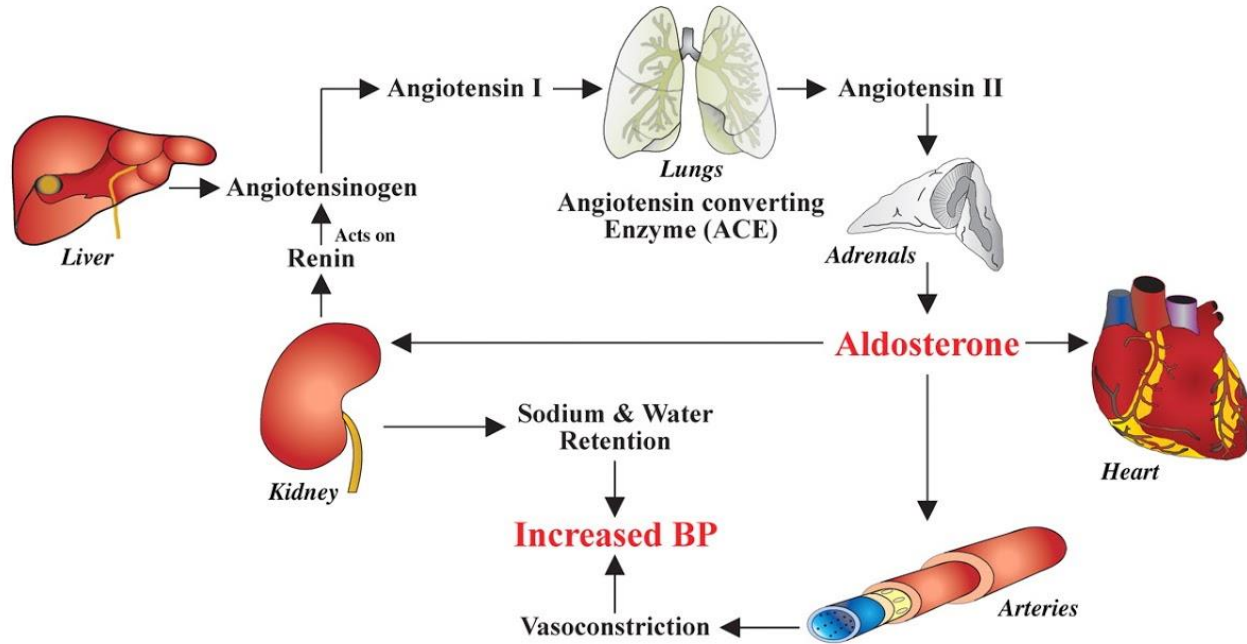 Angiotensin I
Angiotensin II
Lungs
Angiotensin converting
Enzyme (ACE)
Angiotensinogen
Acts on
Renin
Liver
Adrenals
Aldosterone
Sodium & Water
Retention
Kidney
Heart
Increased BP
Arteries
Vasoconstriction